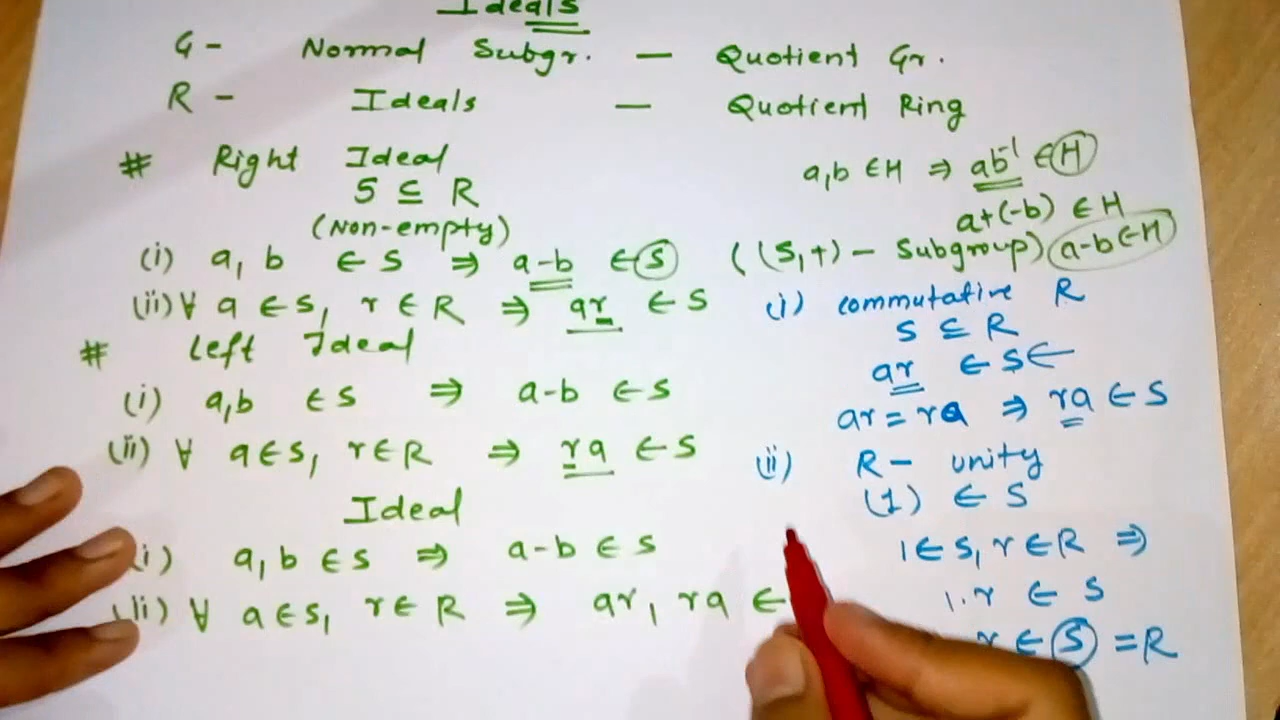 Ideals
G - Normal Subgr. — Quotient Gr.
R - Ideals — Quotient Ring
# Right Ideal
S ⊆ R
(Non-empty)
(i) a, b ∈ S ⇒ a-b ∈ S
(ii) ∀ a ∈ S, r ∈ R ⇒ ar ∈ S
# Left Ideal
(i) a,b ∈ S ⇒ a-b ∈ S
(ii) ∀ a ∈ S, r ∈ R ⇒ ra ∈ S
Ideal
(i) a, b ∈ S ⇒ a-b ∈ S
(ii) ∀ a ∈ S, r ∈ R ⇒ ar, ra ∈
a,b ∈ H ⇒ ab⁻¹ ∈ H
a+(-b) ∈ H
((S,+) - Subgroup) a-b ∈ H
(i) commutative R
S ⊆ R
ar ∈ S ←
ar = ra ⇒ ra ∈ S
(ii) R - unity
(1) ∈ S
1 ∈ S, r ∈ R ⇒
1.r ∈ S
r ∈ S = R